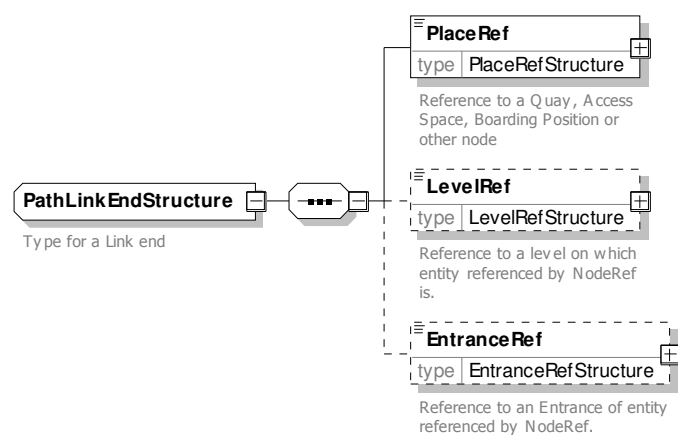 PlaceRef
type PlaceRefStructure
Reference to a Quay, Access
Space, Boarding Position or
other node
PathLinkEndStructure
Type for a Link end
LevelRef
type LevelRefStructure
Reference to a level on which
entity referenced by NodeRef
is.
EntranceRef
type EntranceRefStructure
Reference to an Entrance of entity
referenced by NodeRef.